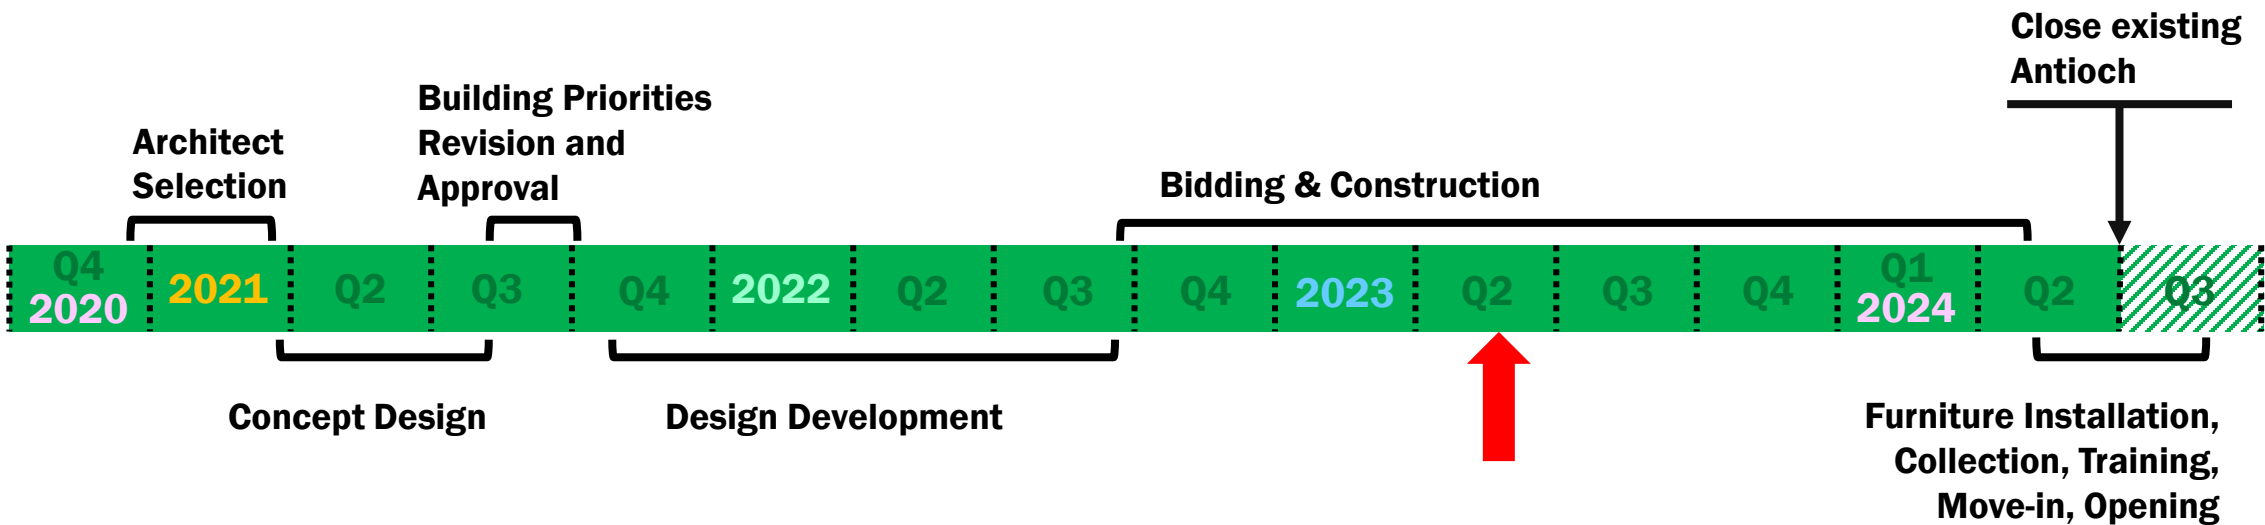 Close existing
Antioch
Building Priorities
Revision and
Approval
Architect
Selection
Bidding & Construction
Q4
2020
2021
Q2
Q3
Q4
2022
Q2
Q3
Q4
2023
Q2
Q3
Q4
Q1
2024
Q2
Q3
Concept Design
Design Development
Furniture Installation,
Collection, Training,
Move-in, Opening